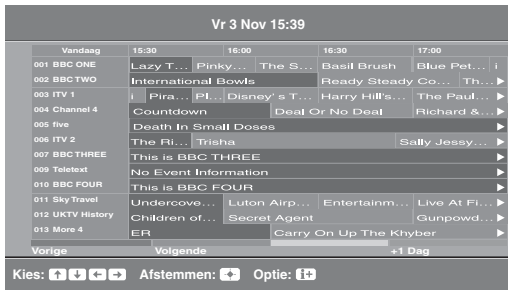 Vr 3 Nov 15:39
Vandaag 15:30 16:00 16:30 17:00
001 BBC ONE Lazy T... Pinky... The S... Basil Brush Blue Pet... i
002 BBC TWO International Bowls Ready Steady Co... Th...
003 ITV 1 i Pira... Pl... Disney's T... Harry Hill's... The Paul...
004 Channel 4 Countdown Deal Or No Deal Richard &...
005 five Death In Small Doses
006 ITV 2 The Ri... Trisha Sally Jessy...
007 BBC THREE This is BBC THREE
009 Teletext No Event Information
010 BBC FOUR This is BBC FOUR
011 Sky Travel Undercove... Luton Airp... Entertainm... Live At Fi...
012 UKTV History Children of... Secret Agent Gunpowd...
013 More 4 ER Carry On Up The Khyber
Vorige Volgende +1 Dag
Kies: Afstemmen: Optie: i+